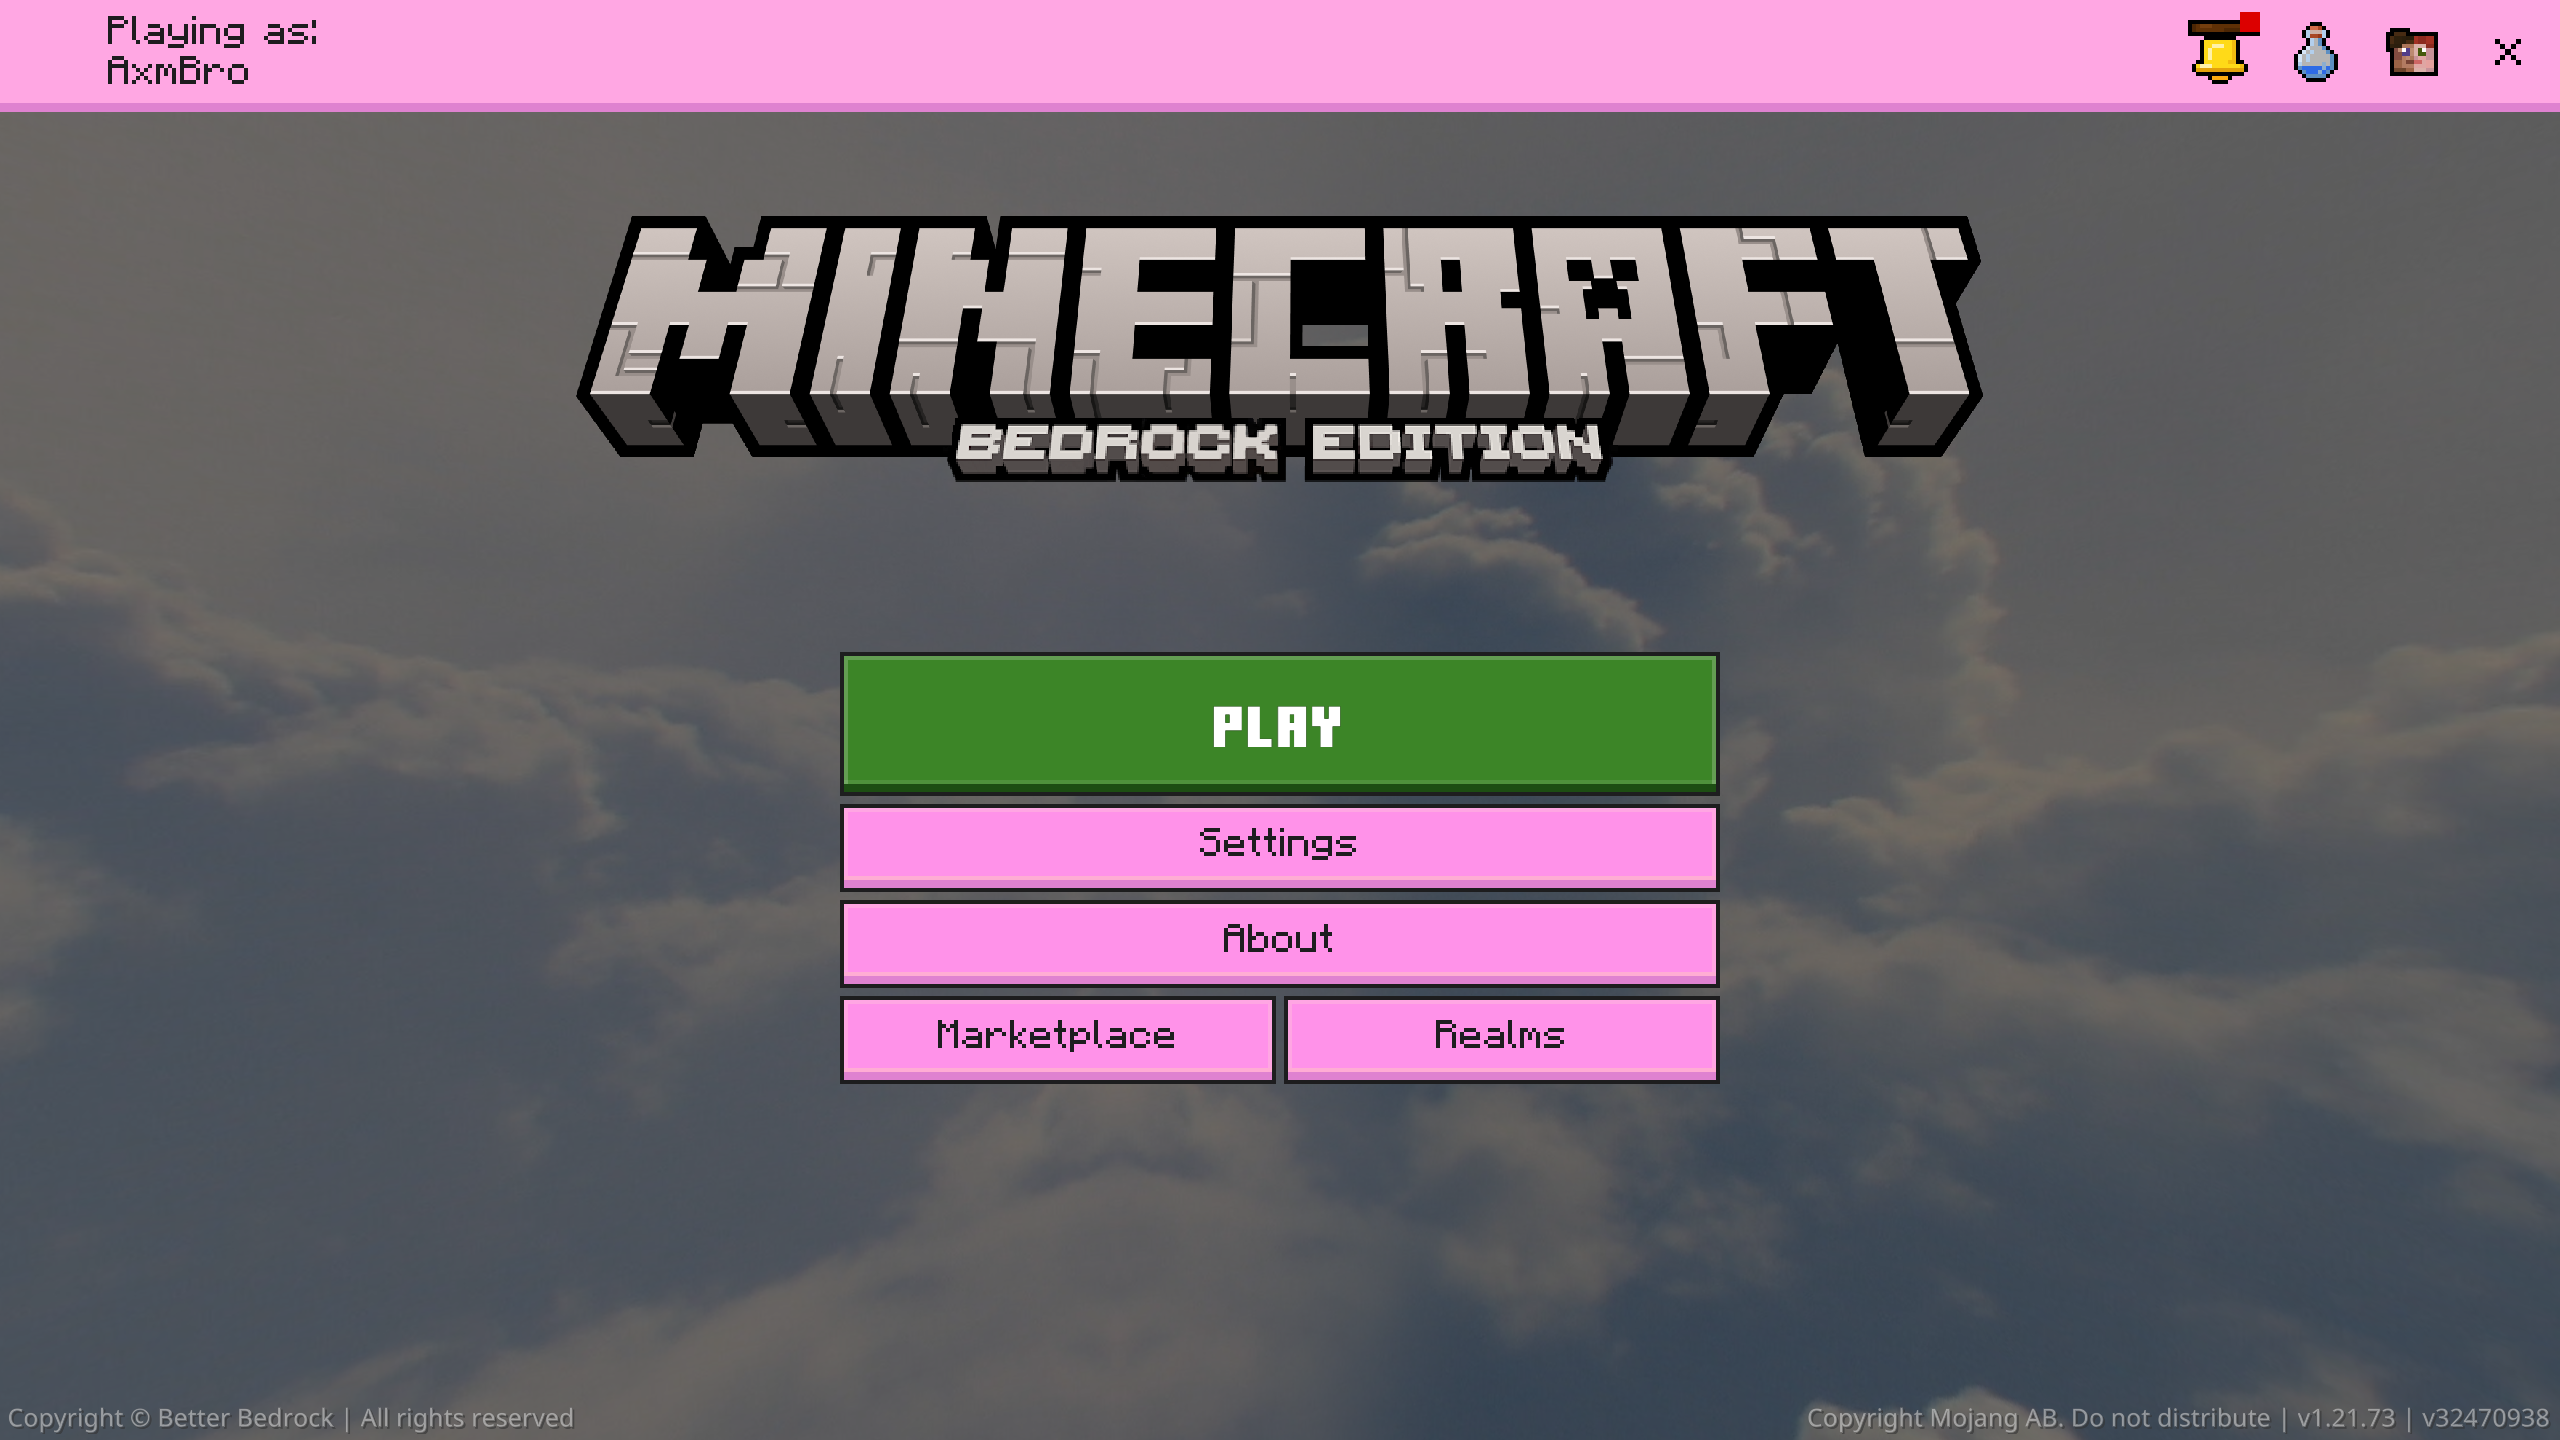 Playing as:
AxmBro
MINECRAFT
BEDROCK EDITION
PLAY
Settings
About
Marketplace
Realms
Copyright © Better Bedrock | All rights reserved
Copyright Mojang AB. Do not distribute | v1.21.73 | v32470938